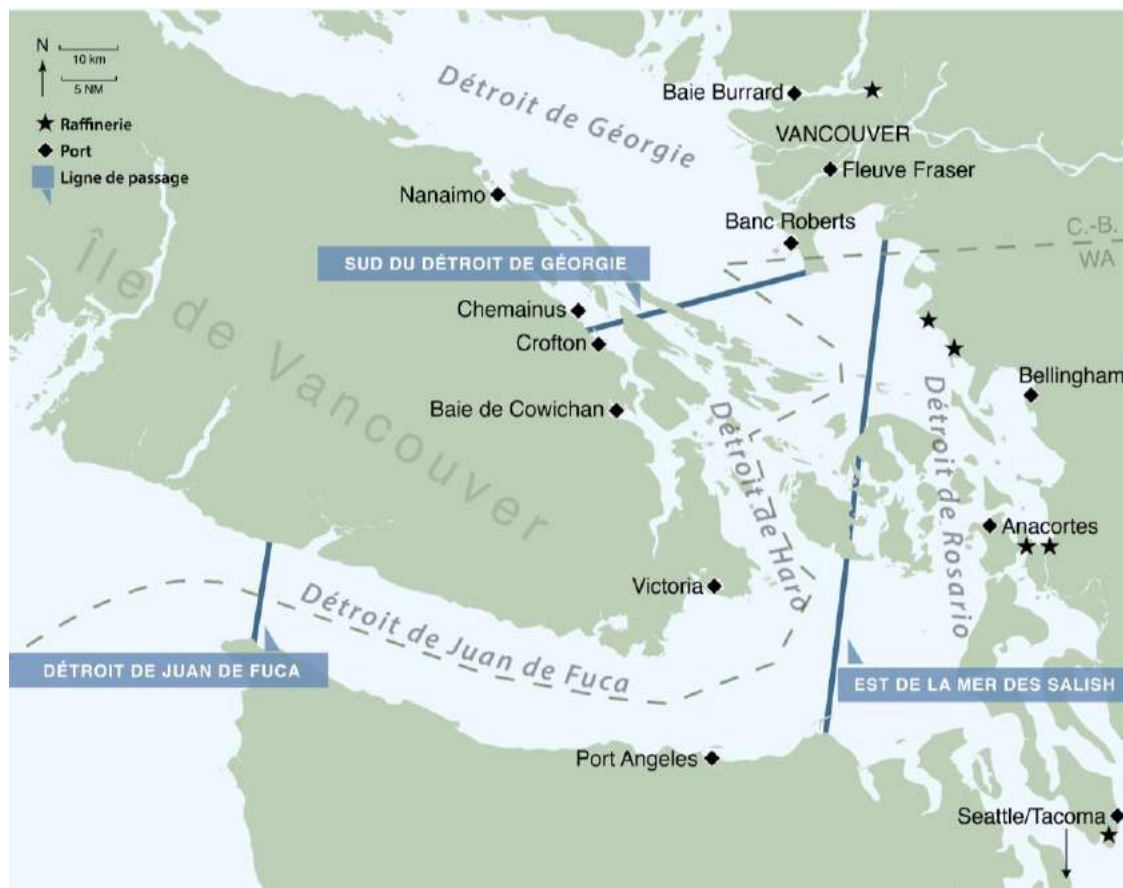 N
10 km
5 NM
Raffinerie
Port
Ligne de passage
Détroit de Géorgie
Baie Burrard
VANCOUVER
Fleuve Fraser
Nanaimo
Banc Roberts
C.-B.
WA
SUD DU DÉTROIT DE GÉORGIE
Île de Vancouver
Chemainus
Crofton
Bellingham
Baie de Cowichan
Détroit de Haro
Détroit de Rosario
Anacortes
Victoria
Détroit de Juan de Fuca
DÉTROIT DE JUAN DE FUCA
EST DE LA MER DES SALISH
Port Angeles
Seattle/Tacoma